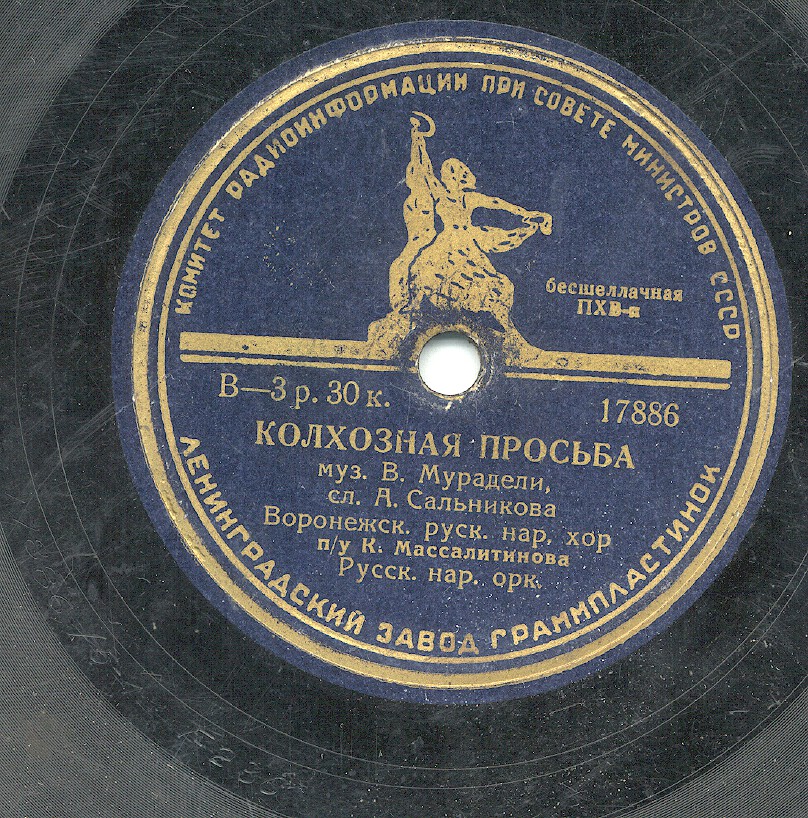 КОМИТЕТ РАДИОИНФОРМАЦИИ ПРИ СОВЕТЕ МИНИСТРОВ СССР
бесшеллачная
ПХВ-я
В—3 р. 30 к.
17886
КОЛХОЗНАЯ ПРОСЬБА
муз. В. Мурадели,
сл. А. Сальникова
Воронежск. руск. нар. хор
п/у К. Массалитинова
Русск. нар. орк.
ЛЕНИНГРАДСКИЙ ЗАВОД ГРАММПЛАСТИНОК